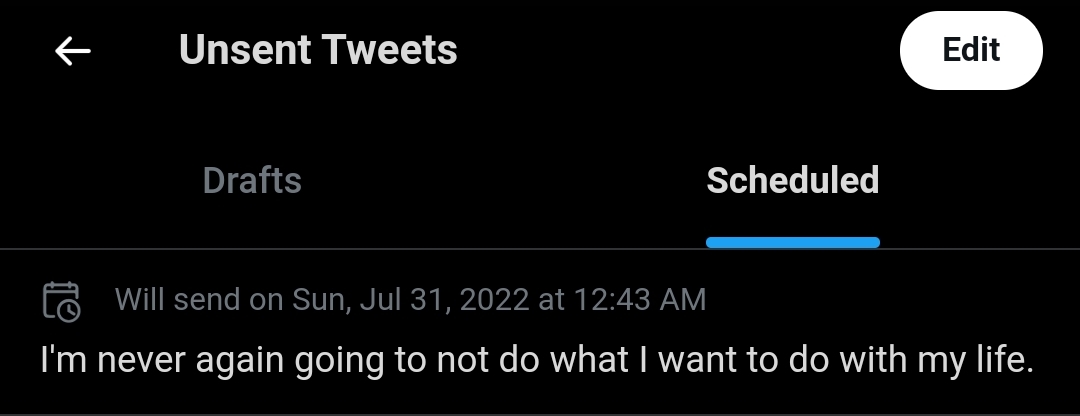 Unsent Tweets
Edit
Drafts
Scheduled
Will send on Sun, Jul 31, 2022 at 12:43 AM
I'm never again going to not do what I want to do with my life.